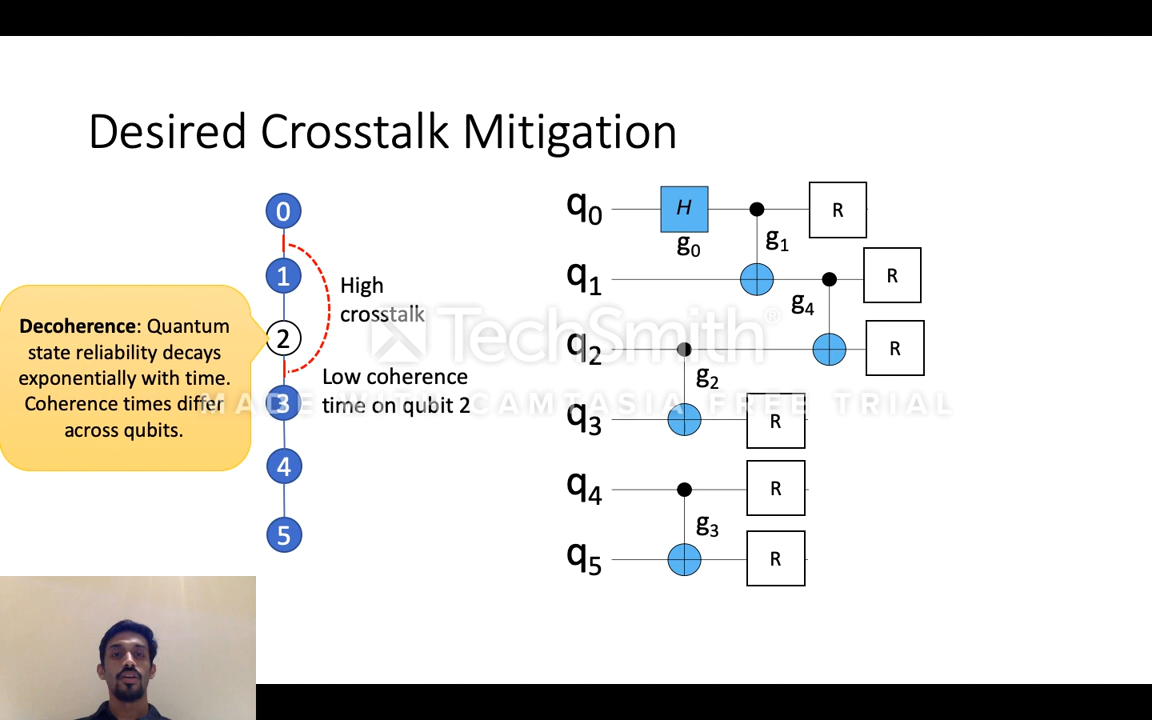 Desired Crosstalk Mitigation
0
1
2
3
4
5
High
crosstalk
Low coherence
time on qubit 2
Decoherence: Quantum
state reliability decays
exponentially with time.
Coherence times differ
across qubits.
q0 H R
g0 g1
q1 R
g4
q2 R
g2
q3 R
q4 R
g3
q5 R
TechSmith®
MADE WITH CAMTASIA FREE TRIAL